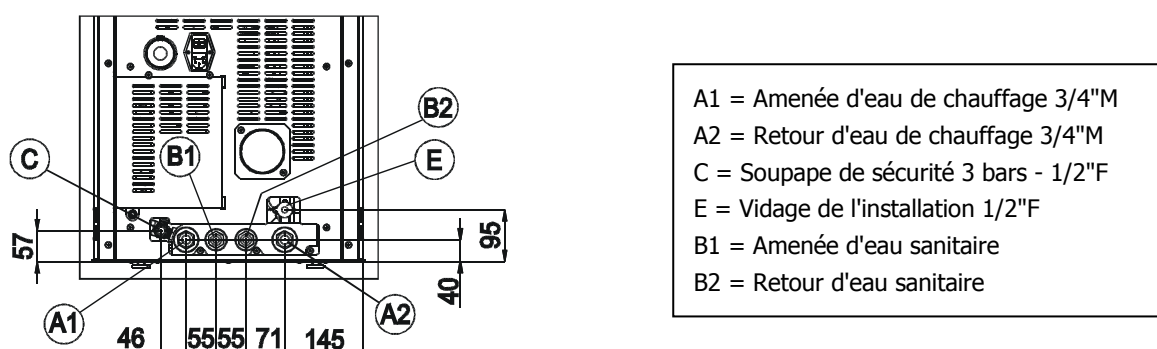 B2
C
B1
E
57
95
40
A1
A2
46
55
55
71
145
A1 = Amenée d'eau de chauffage 3/4"M
A2 = Retour d'eau de chauffage 3/4"M
C = Soupape de sécurité 3 bars - 1/2"F
E = Vidage de l'installation 1/2"F
B1 = Amenée d'eau sanitaire
B2 = Retour d'eau sanitaire